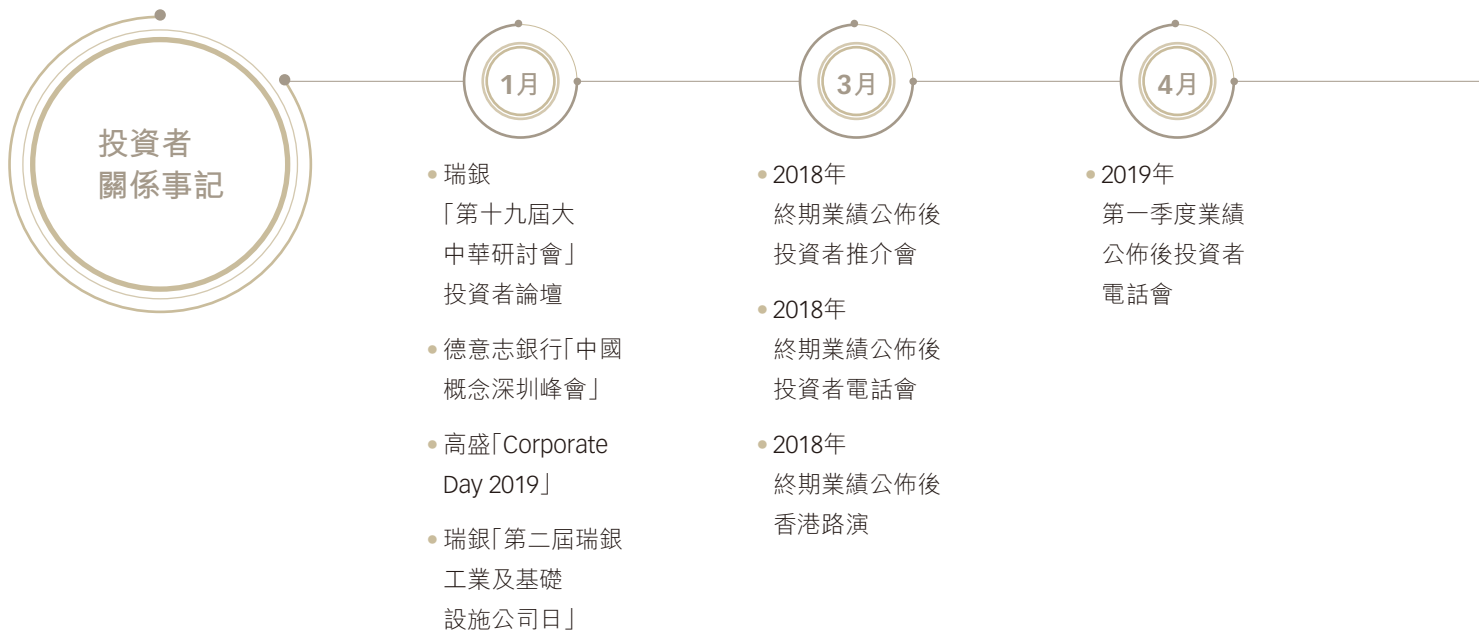 投資者
關係事記
1月
• 瑞銀
「第十九屆大
中華研討會」
投資者論壇
• 德意志銀行「中國
概念深圳峰會」
• 高盛「Corporate
Day 2019」
• 瑞銀「第二屆瑞銀
工業及基礎
設施公司日」
3月
• 2018年
終期業績公佈後
投資者推介會
• 2018年
終期業績公佈後
投資者電話會
• 2018年
終期業績公佈後
香港路演
4月
• 2019年
第一季度業績
公佈後投資者
電話會